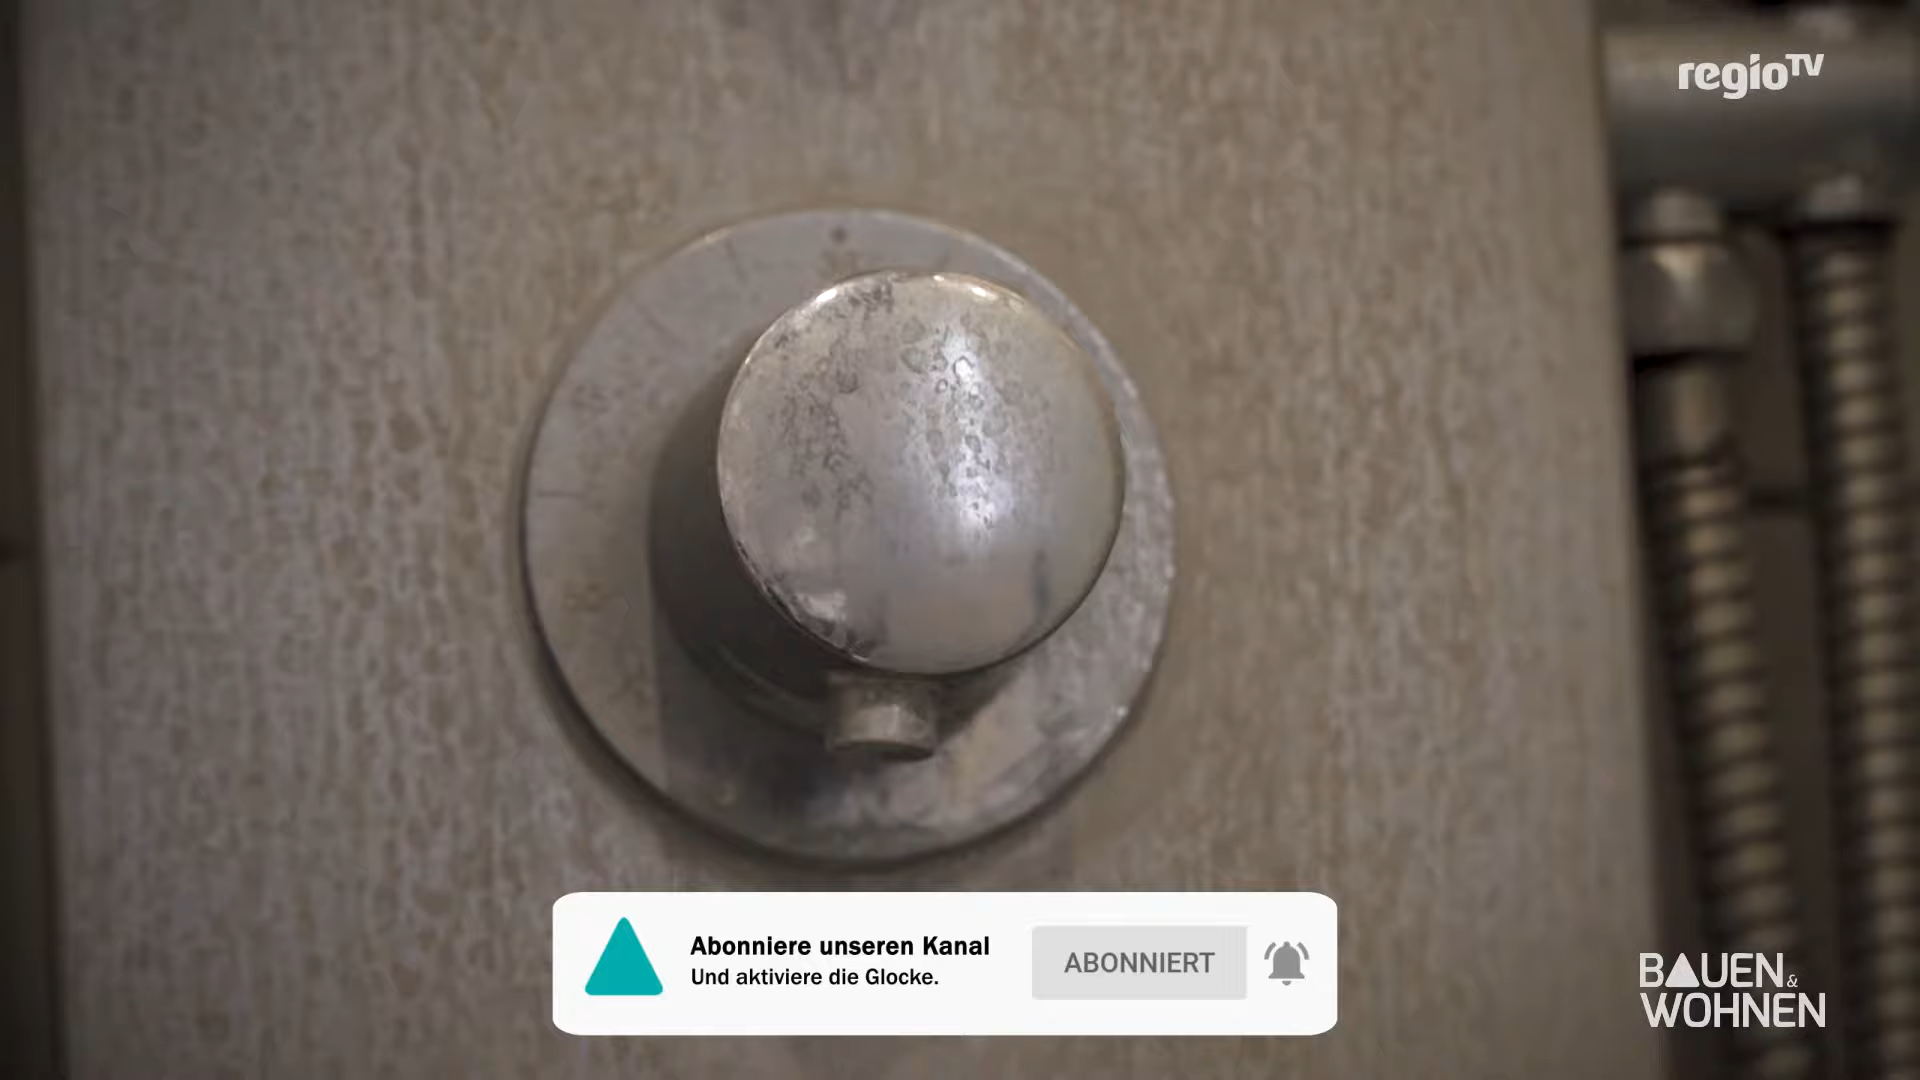 regioTV
Abonniere unseren Kanal
Und aktiviere die Glocke.
ABONNIERT
BAUEN &
WOHNEN